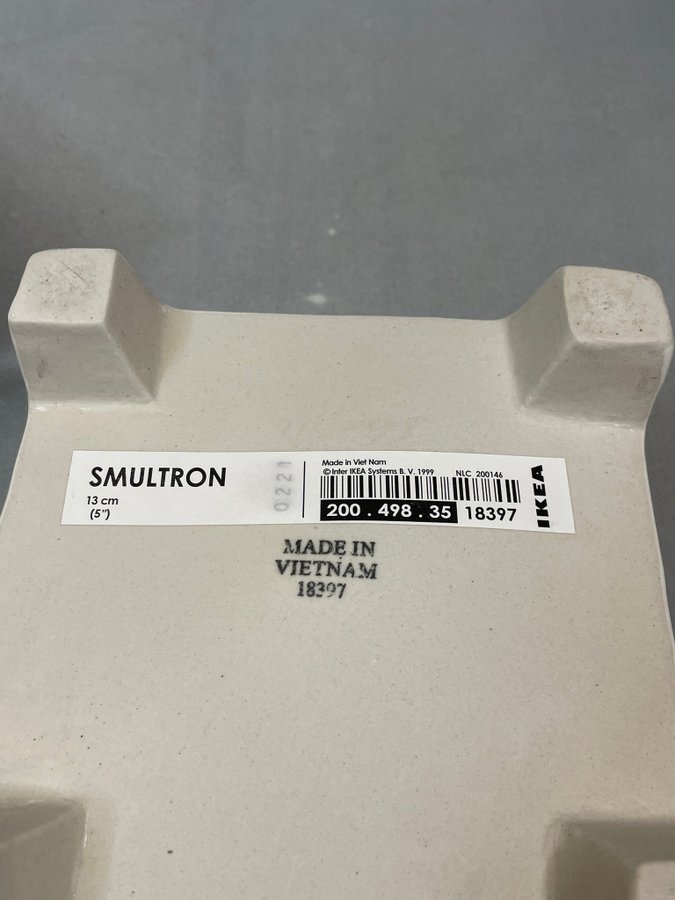 SMULTRON
13 cm
(5")
0221
Made in Viet Nam
© Inter IKEA Systems B. V. 1999 NLC 200146
200 . 498 . 35 18397
IKEA
MADE IN
VIETNAM
18397